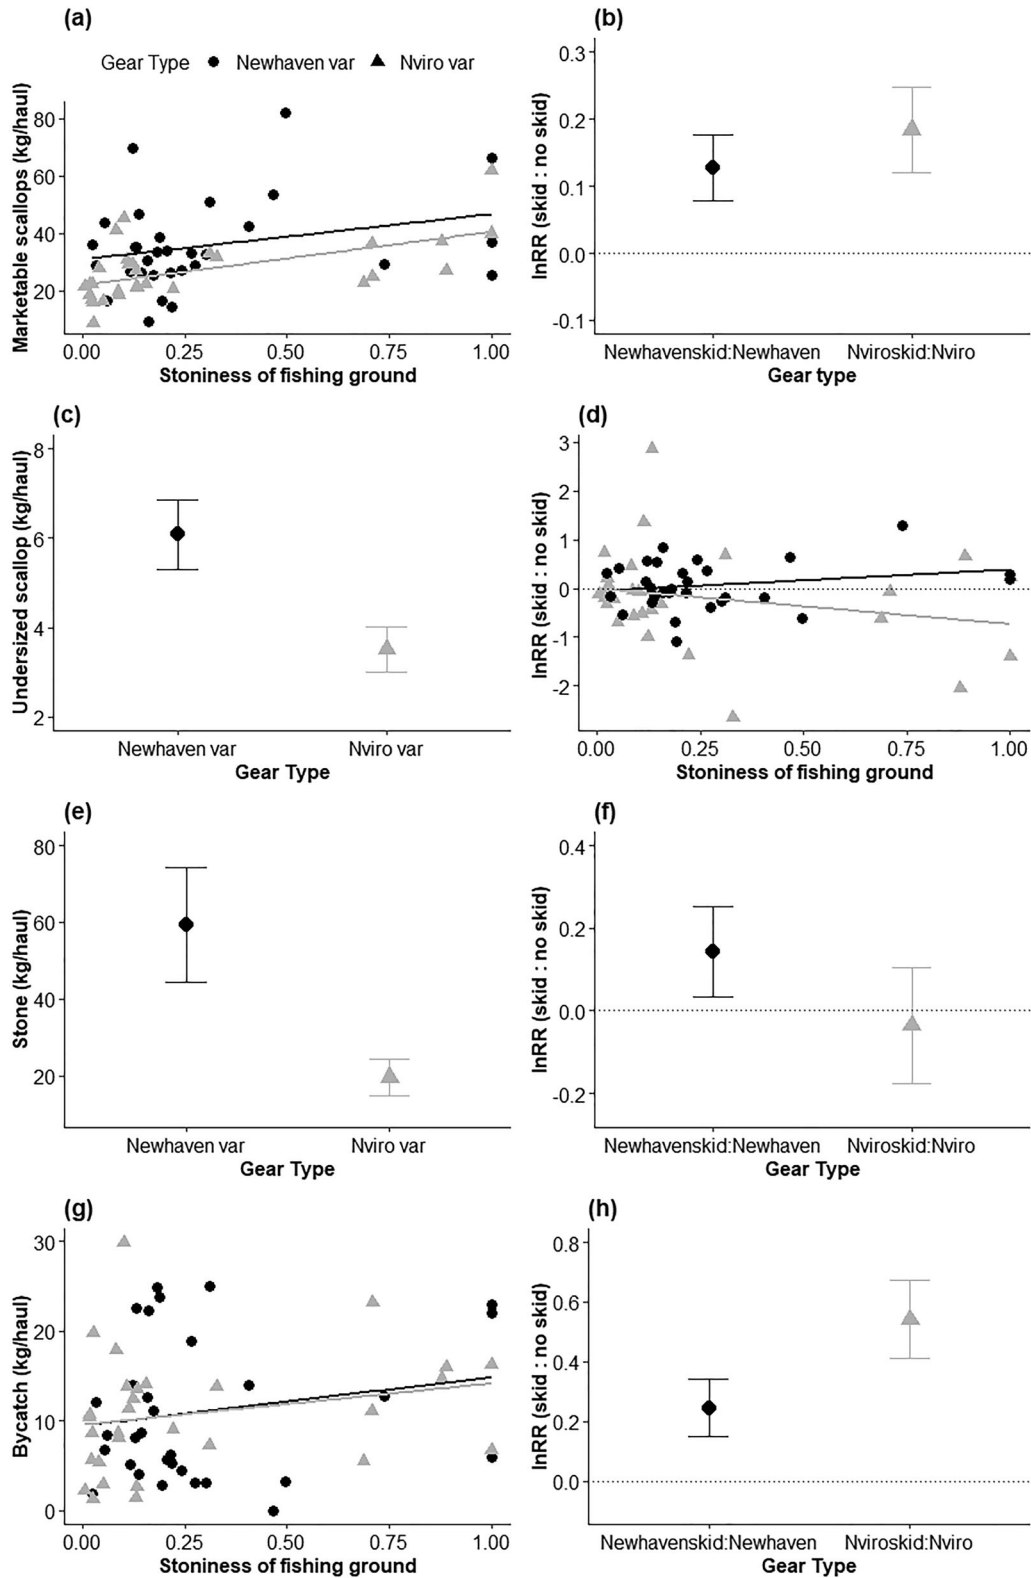 (a)
Gear Type Newhaven var Nviro var
Marketable scallops (kg/haul)
80
60
40
20
0.00 0.25 0.50 0.75 1.00
Stoniness of fishing ground
(b)
lnRR (skid : no skid)
0.3
0.2
0.1
0.0
-0.1
Newhavenskid:Newhaven Nviroskid:Nviro
Gear type
(c)
Undersized scallop (kg/haul)
8
6
4
2
Newhaven var Nviro var
Gear Type
(d)
lnRR (skid : no skid)
3
2
1
0
-1
-2
0.00 0.25 0.50 0.75 1.00
Stoniness of fishing ground
(e)
Stone (kg/haul)
80
60
40
20
Newhaven var Nviro var
Gear Type
(f)
lnRR (skid : no skid)
0.4
0.2
0.0
-0.2
Newhavenskid:Newhaven Nviroskid:Nviro
Gear Type
(g)
Bycatch (kg/haul)
30
20
10
0
0.00 0.25 0.50 0.75 1.00
Stoniness of fishing ground
(h)
lnRR (skid : no skid)
0.8
0.6
0.4
0.2
0.0
Newhavenskid:Newhaven Nviroskid:Nviro
Gear Type